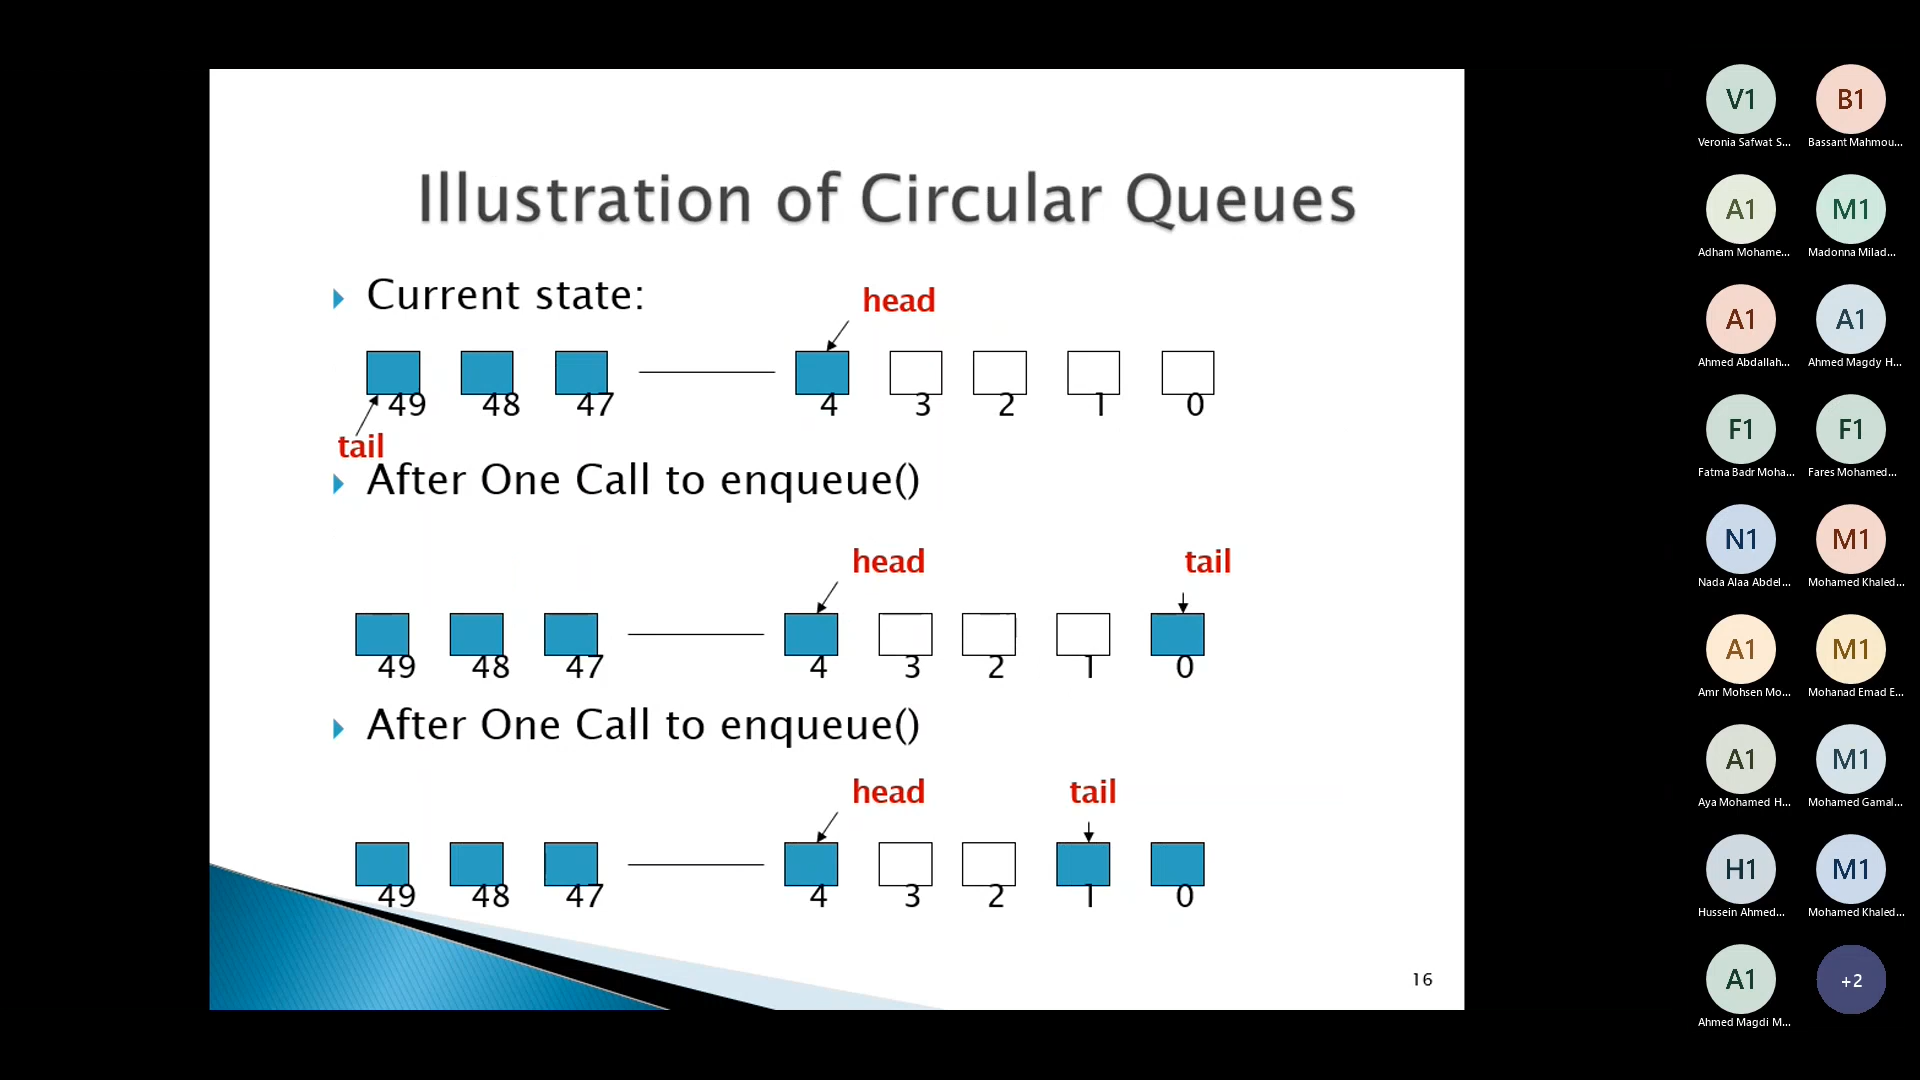 Illustration of Circular Queues
Current state:
head
49 48 47 4 3 2 1 0
tail
After One Call to enqueue()
head tail
49 48 47 4 3 2 1 0
After One Call to enqueue()
head tail
49 48 47 4 3 2 1 0
16
V1 B1
Veronia Safwat S... Bassant Mahmou...
A1 M1
Adham Mohame... Madonna Milad...
A1 A1
Ahmed Abdallah... Ahmed Magdy H...
F1 F1
Fatma Badr Moha... Fares Mohamed...
N1 M1
Nada Alaa Abdel... Mohamed Khaled...
A1 M1
Amr Mohsen Mo... Mohanad Emad E...
A1 M1
Aya Mohamed H... Mohamed Gamal...
H1 M1
Hussein Ahmed... Mohamed Khaled...
A1 +2
Ahmed Magdi M...